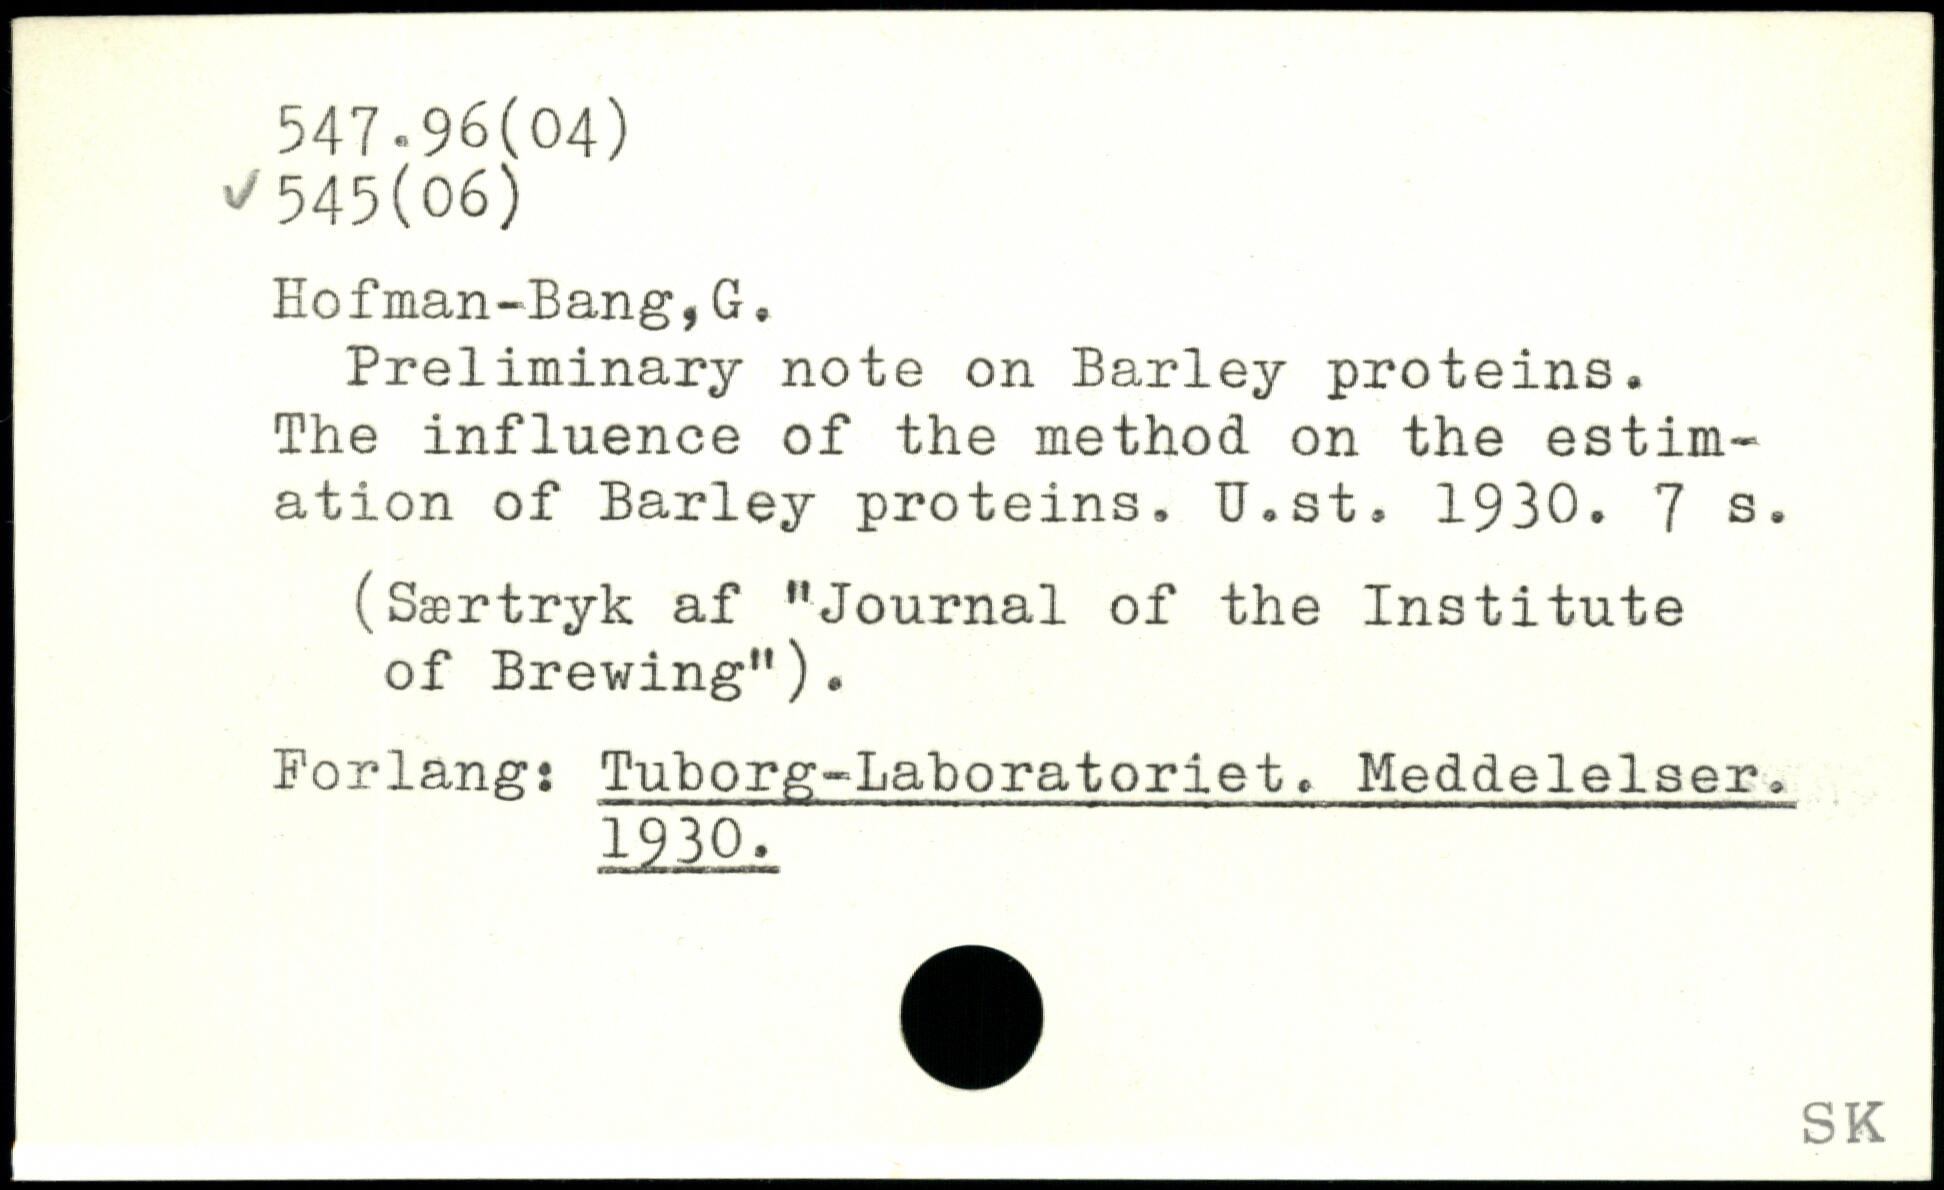 547.96(04)
✓ 545(06)
Hofman-Bang,G.
Preliminary note on Barley proteins.
The influence of the method on the estim-
ation of Barley proteins. U.st. 1930. 7 s.
(Særtryk af "Journal of the Institute
of Brewing").
Forlang: Tuborg-Laboratoriet. Meddelelser.
1930.
SK